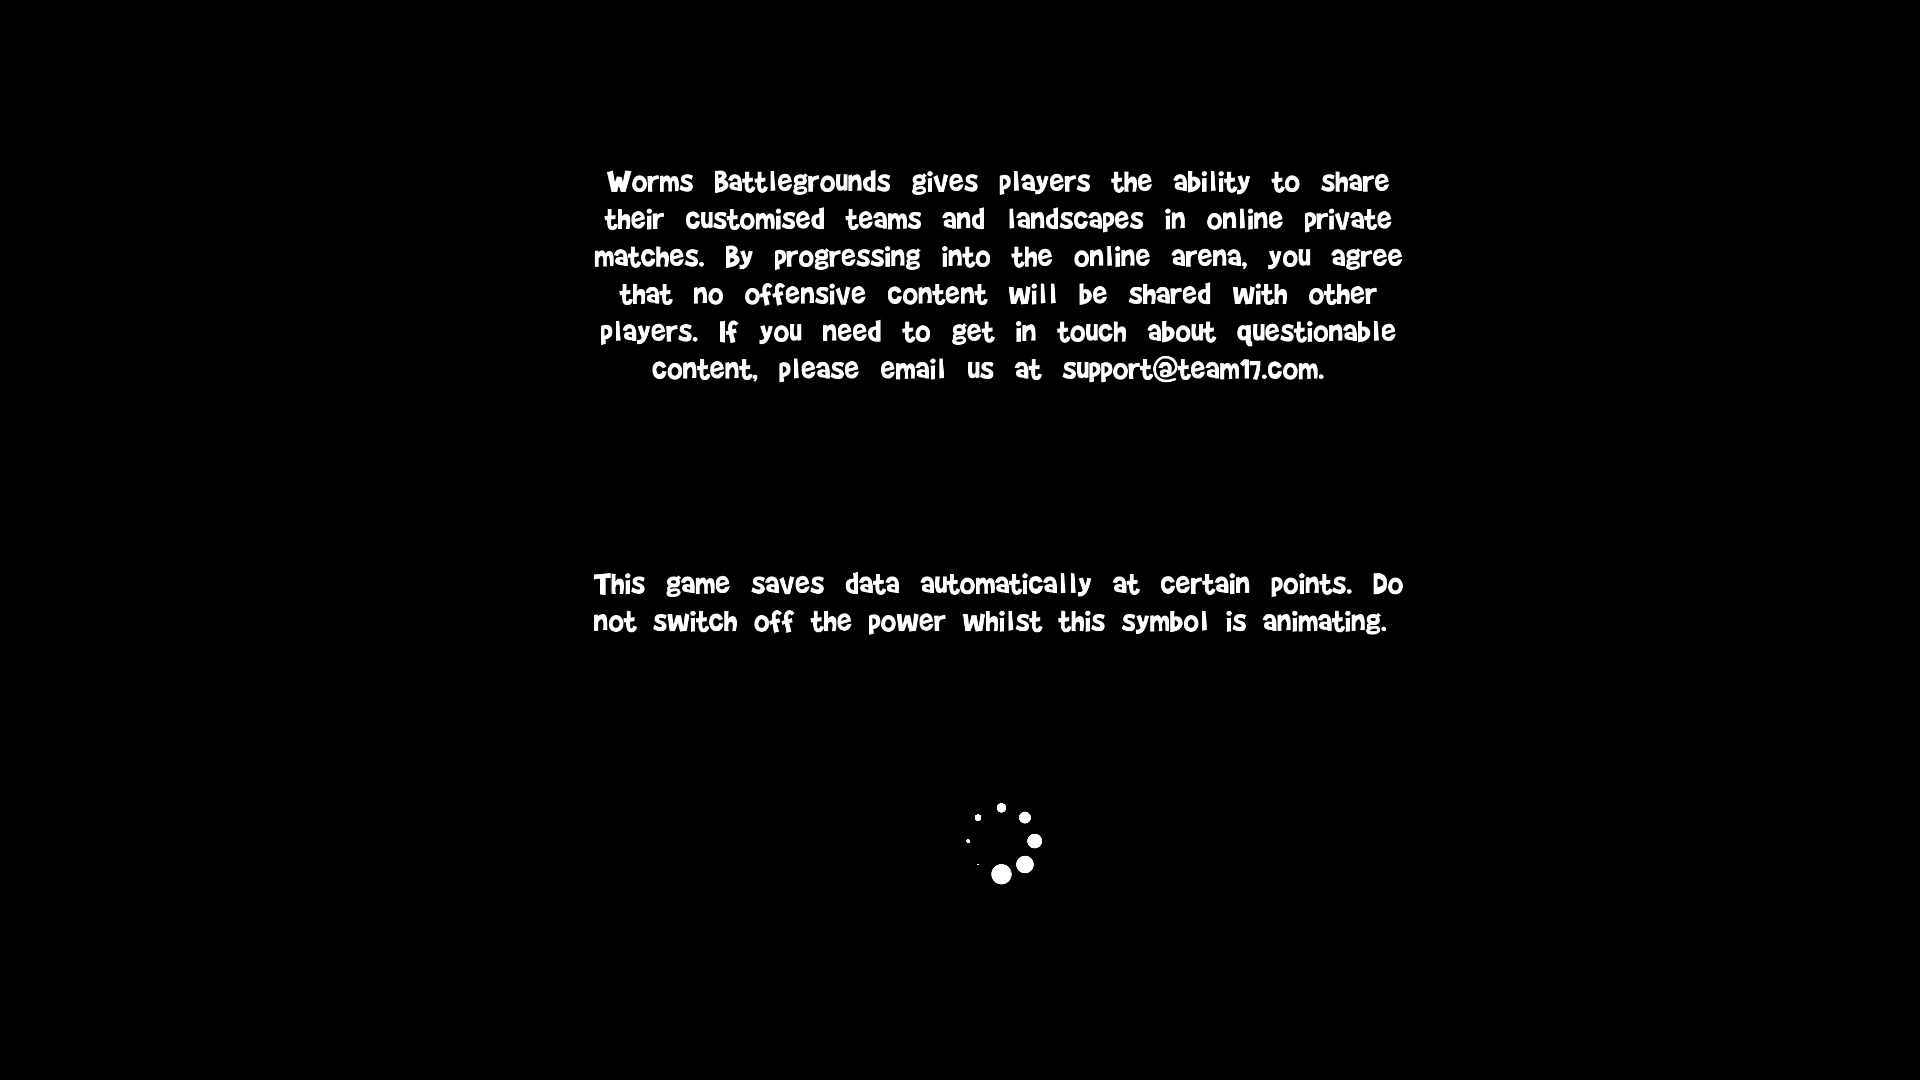 Worms Battlegrounds gives players the ability to share
their customised teams and landscapes in online private
matches. By progressing into the online arena, you agree
that no offensive content will be shared with other
players. If you need to get in touch about questionable
content, please email us at support@team17.com.
This game saves data automatically at certain points. Do
not switch off the power whilst this symbol is animating.